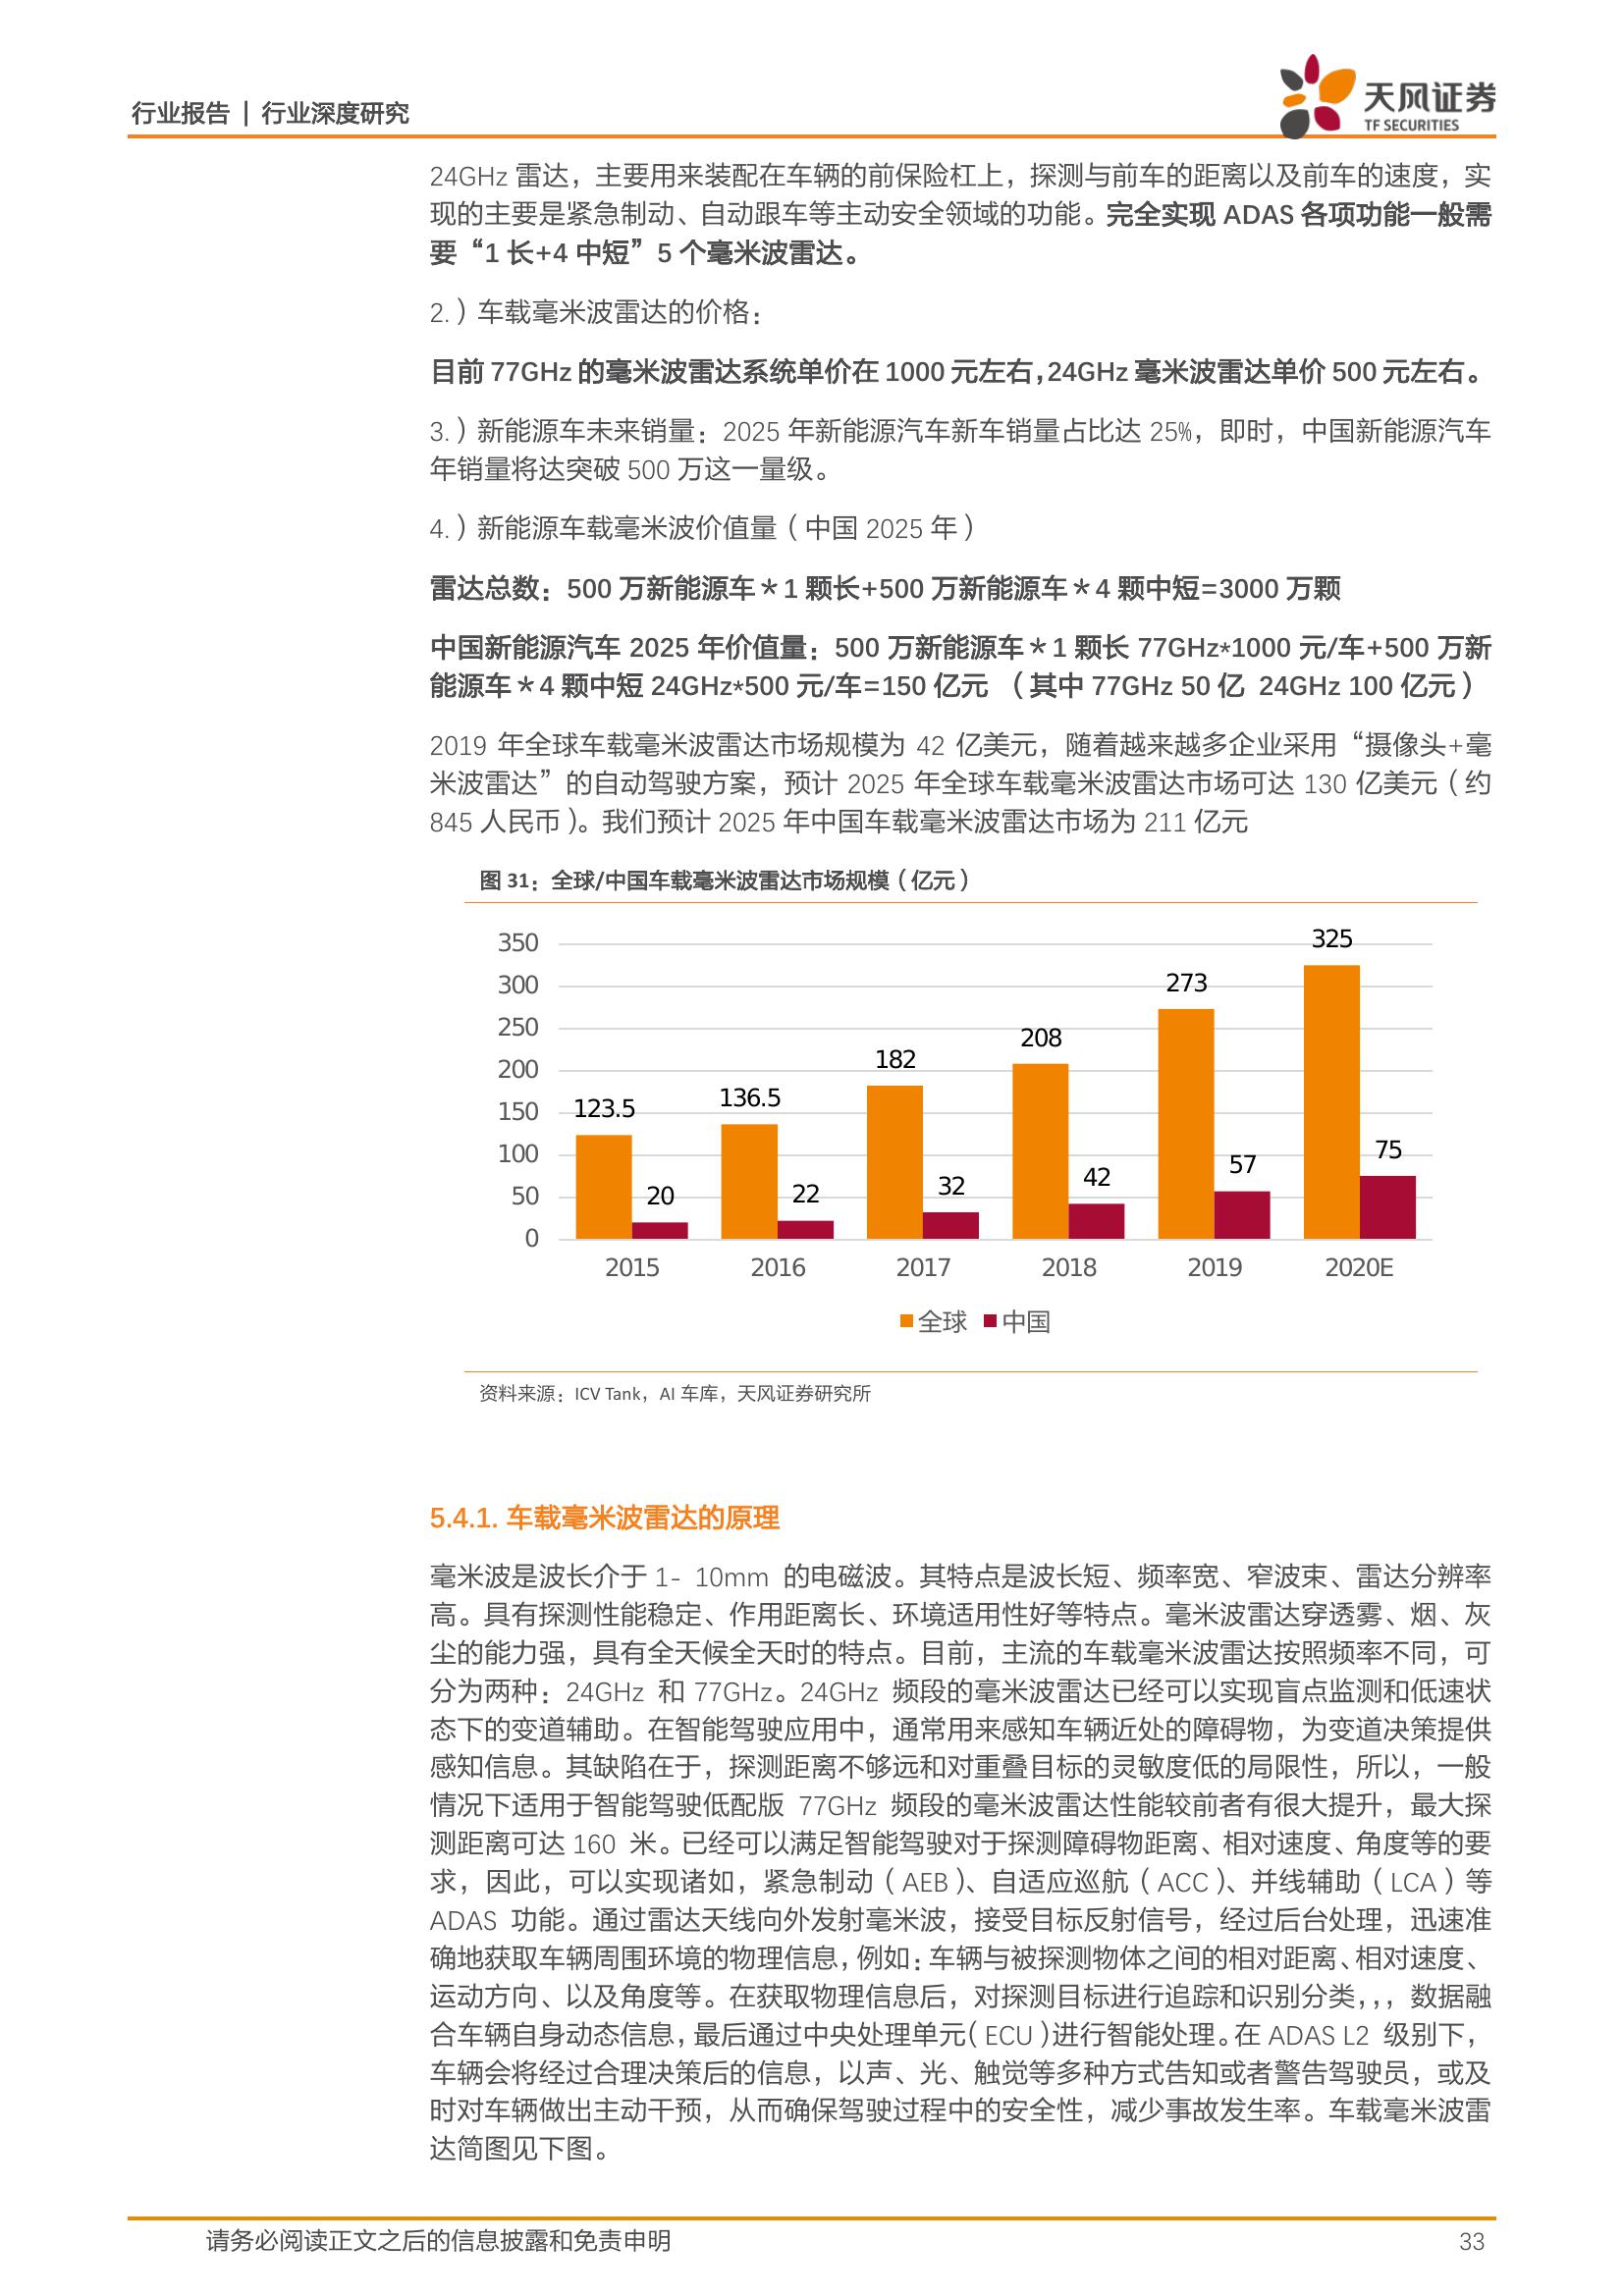 行业报告 | 行业深度研究
天风证券
TF SECURITIES
24GHz 雷达，主要用来装配在车辆的前保险杠上，探测与前车的距离以及前车的速度，实
现的主要是紧急制动、自动跟车等主动安全领域的功能。完全实现 ADAS 各项功能一般需
要“1 长+4 中短”5 个毫米波雷达。
2.）车载毫米波雷达的价格：
目前 77GHz 的毫米波雷达系统单价在 1000 元左右，24GHz 毫米波雷达单价 500 元左右。
3.）新能源车未来销量：2025 年新能源汽车新车销量占比达 25%，即时，中国新能源汽车
年销量将达突破 500 万这一量级。
4.）新能源车载毫米波价值量（中国 2025 年）
雷达总数：500 万新能源车＊1 颗长+500 万新能源车＊4 颗中短=3000 万颗
中国新能源汽车 2025 年价值量：500 万新能源车＊1 颗长 77GHz*1000 元/车+500 万新
能源车＊4 颗中短 24GHz*500 元/车=150 亿元 （其中 77GHz 50 亿 24GHz 100 亿元）
2019 年全球车载毫米波雷达市场规模为 42 亿美元，随着越来越多企业采用“摄像头+毫
米波雷达”的自动驾驶方案，预计 2025 年全球车载毫米波雷达市场可达 130 亿美元（约
845 人民币）。我们预计 2025 年中国车载毫米波雷达市场为 211 亿元
图 31：全球/中国车载毫米波雷达市场规模（亿元）
350
300
250
200
150
100
50
0
123.5
20
136.5
22
182
32
208
42
273
57
325
75
2015 2016 2017 2018 2019 2020E
全球 中国
资料来源：ICV Tank，AI 车库，天风证券研究所
5.4.1. 车载毫米波雷达的原理
毫米波是波长介于 1- 10mm 的电磁波。其特点是波长短、频率宽、窄波束、雷达分辨率
高。具有探测性能稳定、作用距离长、环境适用性好等特点。毫米波雷达穿透雾、烟、灰
尘的能力强，具有全天候全天时的特点。目前，主流的车载毫米波雷达按照频率不同，可
分为两种：24GHz 和 77GHz。24GHz 频段的毫米波雷达已经可以实现盲点监测和低速状
态下的变道辅助。在智能驾驶应用中，通常用来感知车辆近处的障碍物，为变道决策提供
感知信息。其缺陷在于，探测距离不够远和对重叠目标的灵敏度低的局限性，所以，一般
情况下适用于智能驾驶低配版 77GHz 频段的毫米波雷达性能较前者有很大提升，最大探
测距离可达 160 米。已经可以满足智能驾驶对于探测障碍物距离、相对速度、角度等的要
求，因此，可以实现诸如，紧急制动（AEB）、自适应巡航（ACC）、并线辅助（LCA）等
ADAS 功能。通过雷达天线向外发射毫米波，接受目标反射信号，经过后台处理，迅速准
确地获取车辆周围环境的物理信息，例如：车辆与被探测物体之间的相对距离、相对速度、
运动方向、以及角度等。在获取物理信息后，对探测目标进行追踪和识别分类，，，数据融
合车辆自身动态信息，最后通过中央处理单元（ECU）进行智能处理。在 ADAS L2 级别下，
车辆会将经过合理决策后的信息，以声、光、触觉等多种方式告知或者警告驾驶员，或及
时对车辆做出主动干预，从而确保驾驶过程中的安全性，减少事故发生率。车载毫米波雷
达简图见下图。
请务必阅读正文之后的信息披露和免责申明
33